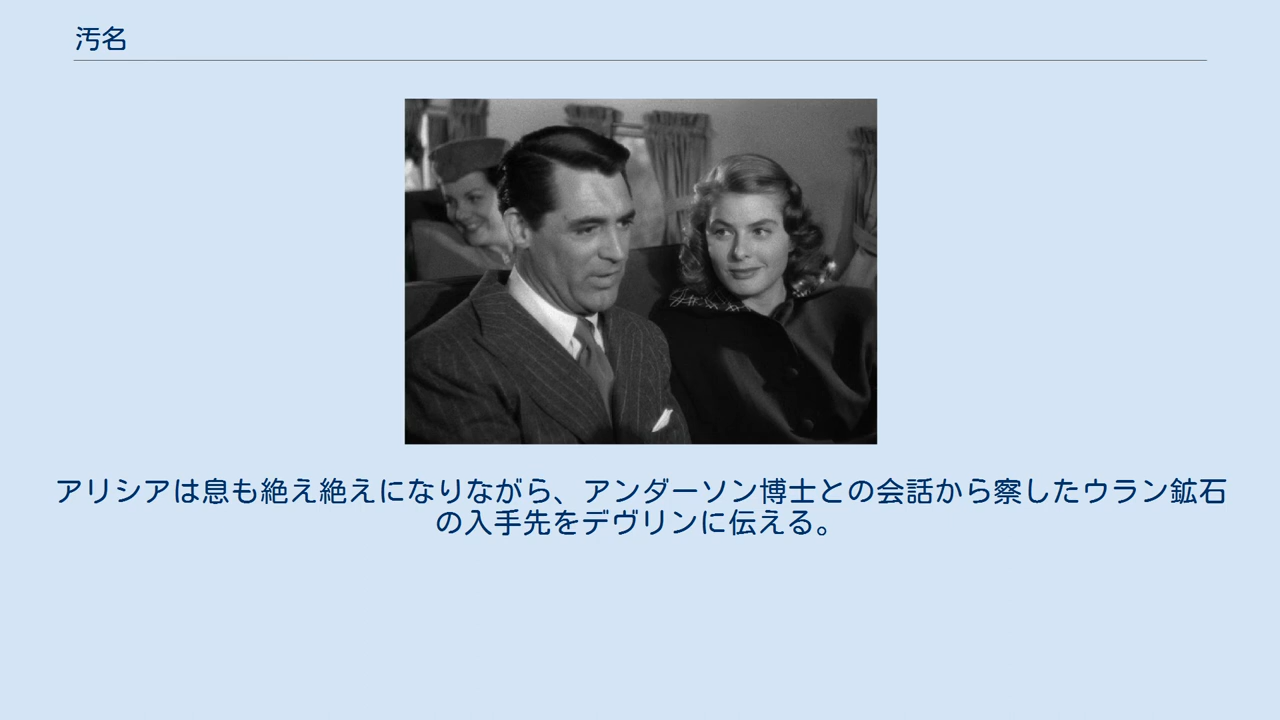 汚名
アリシアは息も絶え絶えになりながら、アンダーソン博士との会話から察したウラン鉱石
の入手先をデヴリンに伝える。